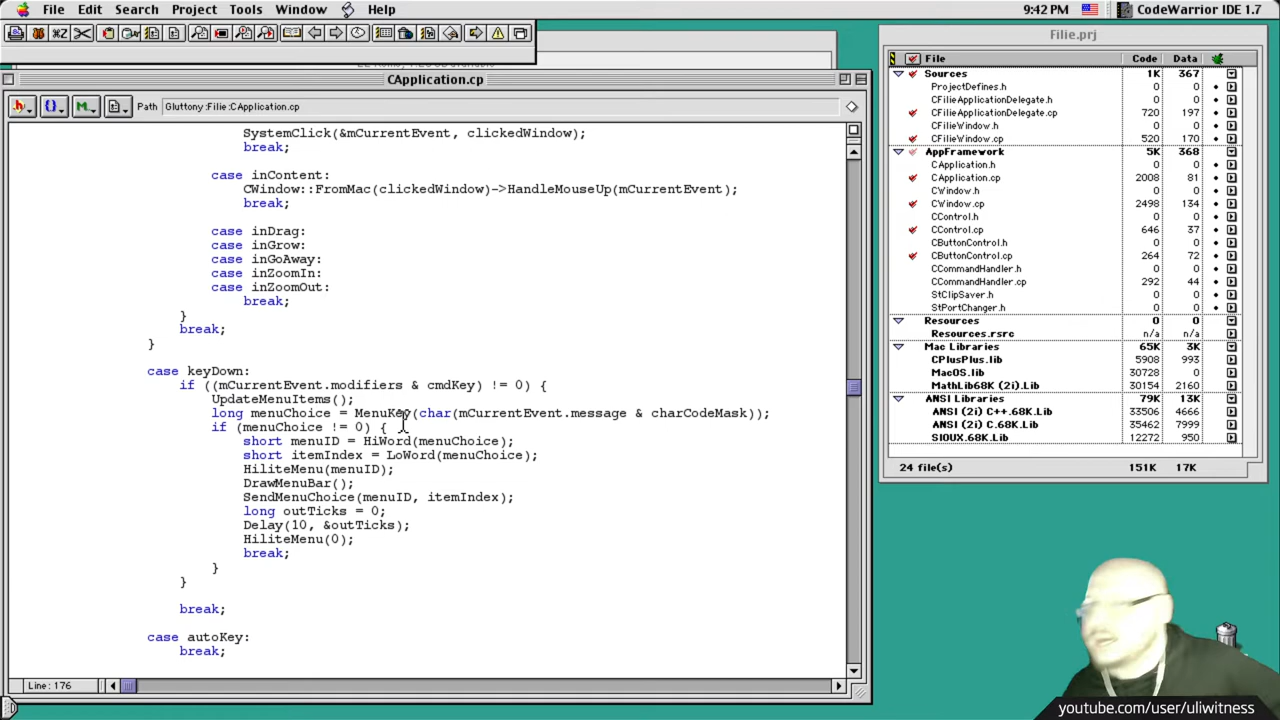 File Edit Search Project Tools Window Help
9:42 PM CodeWarrior IDE 1.7
Filie.prj
CApplication.cp
Path Gluttony :Filie :CApplication.cp
SystemClick(&mCurrentEvent, clickedWindow);
break;
case inContent:
CWindow::FromMac(clickedWindow)->HandleMouseUp(mCurrentEvent);
break;
case inDrag:
case inGrow:
case inGoAway:
case inZoomIn:
case inZoomOut:
break;
}
break;
}
case keyDown:
if ((mCurrentEvent.modifiers & cmdKey) != 0) {
UpdateMenuItems();
long menuChoice = MenuKey(char(mCurrentEvent.message & charCodeMask));
if (menuChoice != 0) {
short menuID = HiWord(menuChoice);
short itemIndex = LoWord(menuChoice);
HiliteMenu(menuID);
DrawMenuBar();
SendMenuChoice(menuID, itemIndex);
long outTicks = 0;
Delay(10, &outTicks);
HiliteMenu(0);
break;
}
}
break;
case autoKey:
break;
Line: 176
File Code Data
Sources 1K 367
ProjectDefines.h 0 0
CFilieApplicationDelegate.h 0 0
CFilieApplicationDelegate.cp 720 197
CFilieWindow.h 0 0
CFilieWindow.cp 520 170
AppFramework 5K 368
CApplication.h 0 0
CApplication.cp 2008 81
CWindow.h 0 0
CWindow.cp 2498 134
CControl.h 0 0
CControl.cp 646 37
CButtonControl.h 0 0
CButtonControl.cp 264 72
CCommandHandler.h 0 0
CCommandHandler.cp 292 44
StClipSaver.h 0 0
StPortChanger.h 0 0
Resources 0 0
Resources.rsrc n/a n/a
Mac Libraries 65K 3K
CPlusPlus.lib 5908 993
MacOS.lib 30728 0
MathLib68K (2i).Lib 30154 2160
ANSI Libraries 79K 13K
ANSI (2i) C++.68K.Lib 33506 4666
ANSI (2i) C.68K.Lib 35462 7999
SIOUX.68K.Lib 12272 950
24 file(s) 151K 17K
youtube.com/user/uliwitness